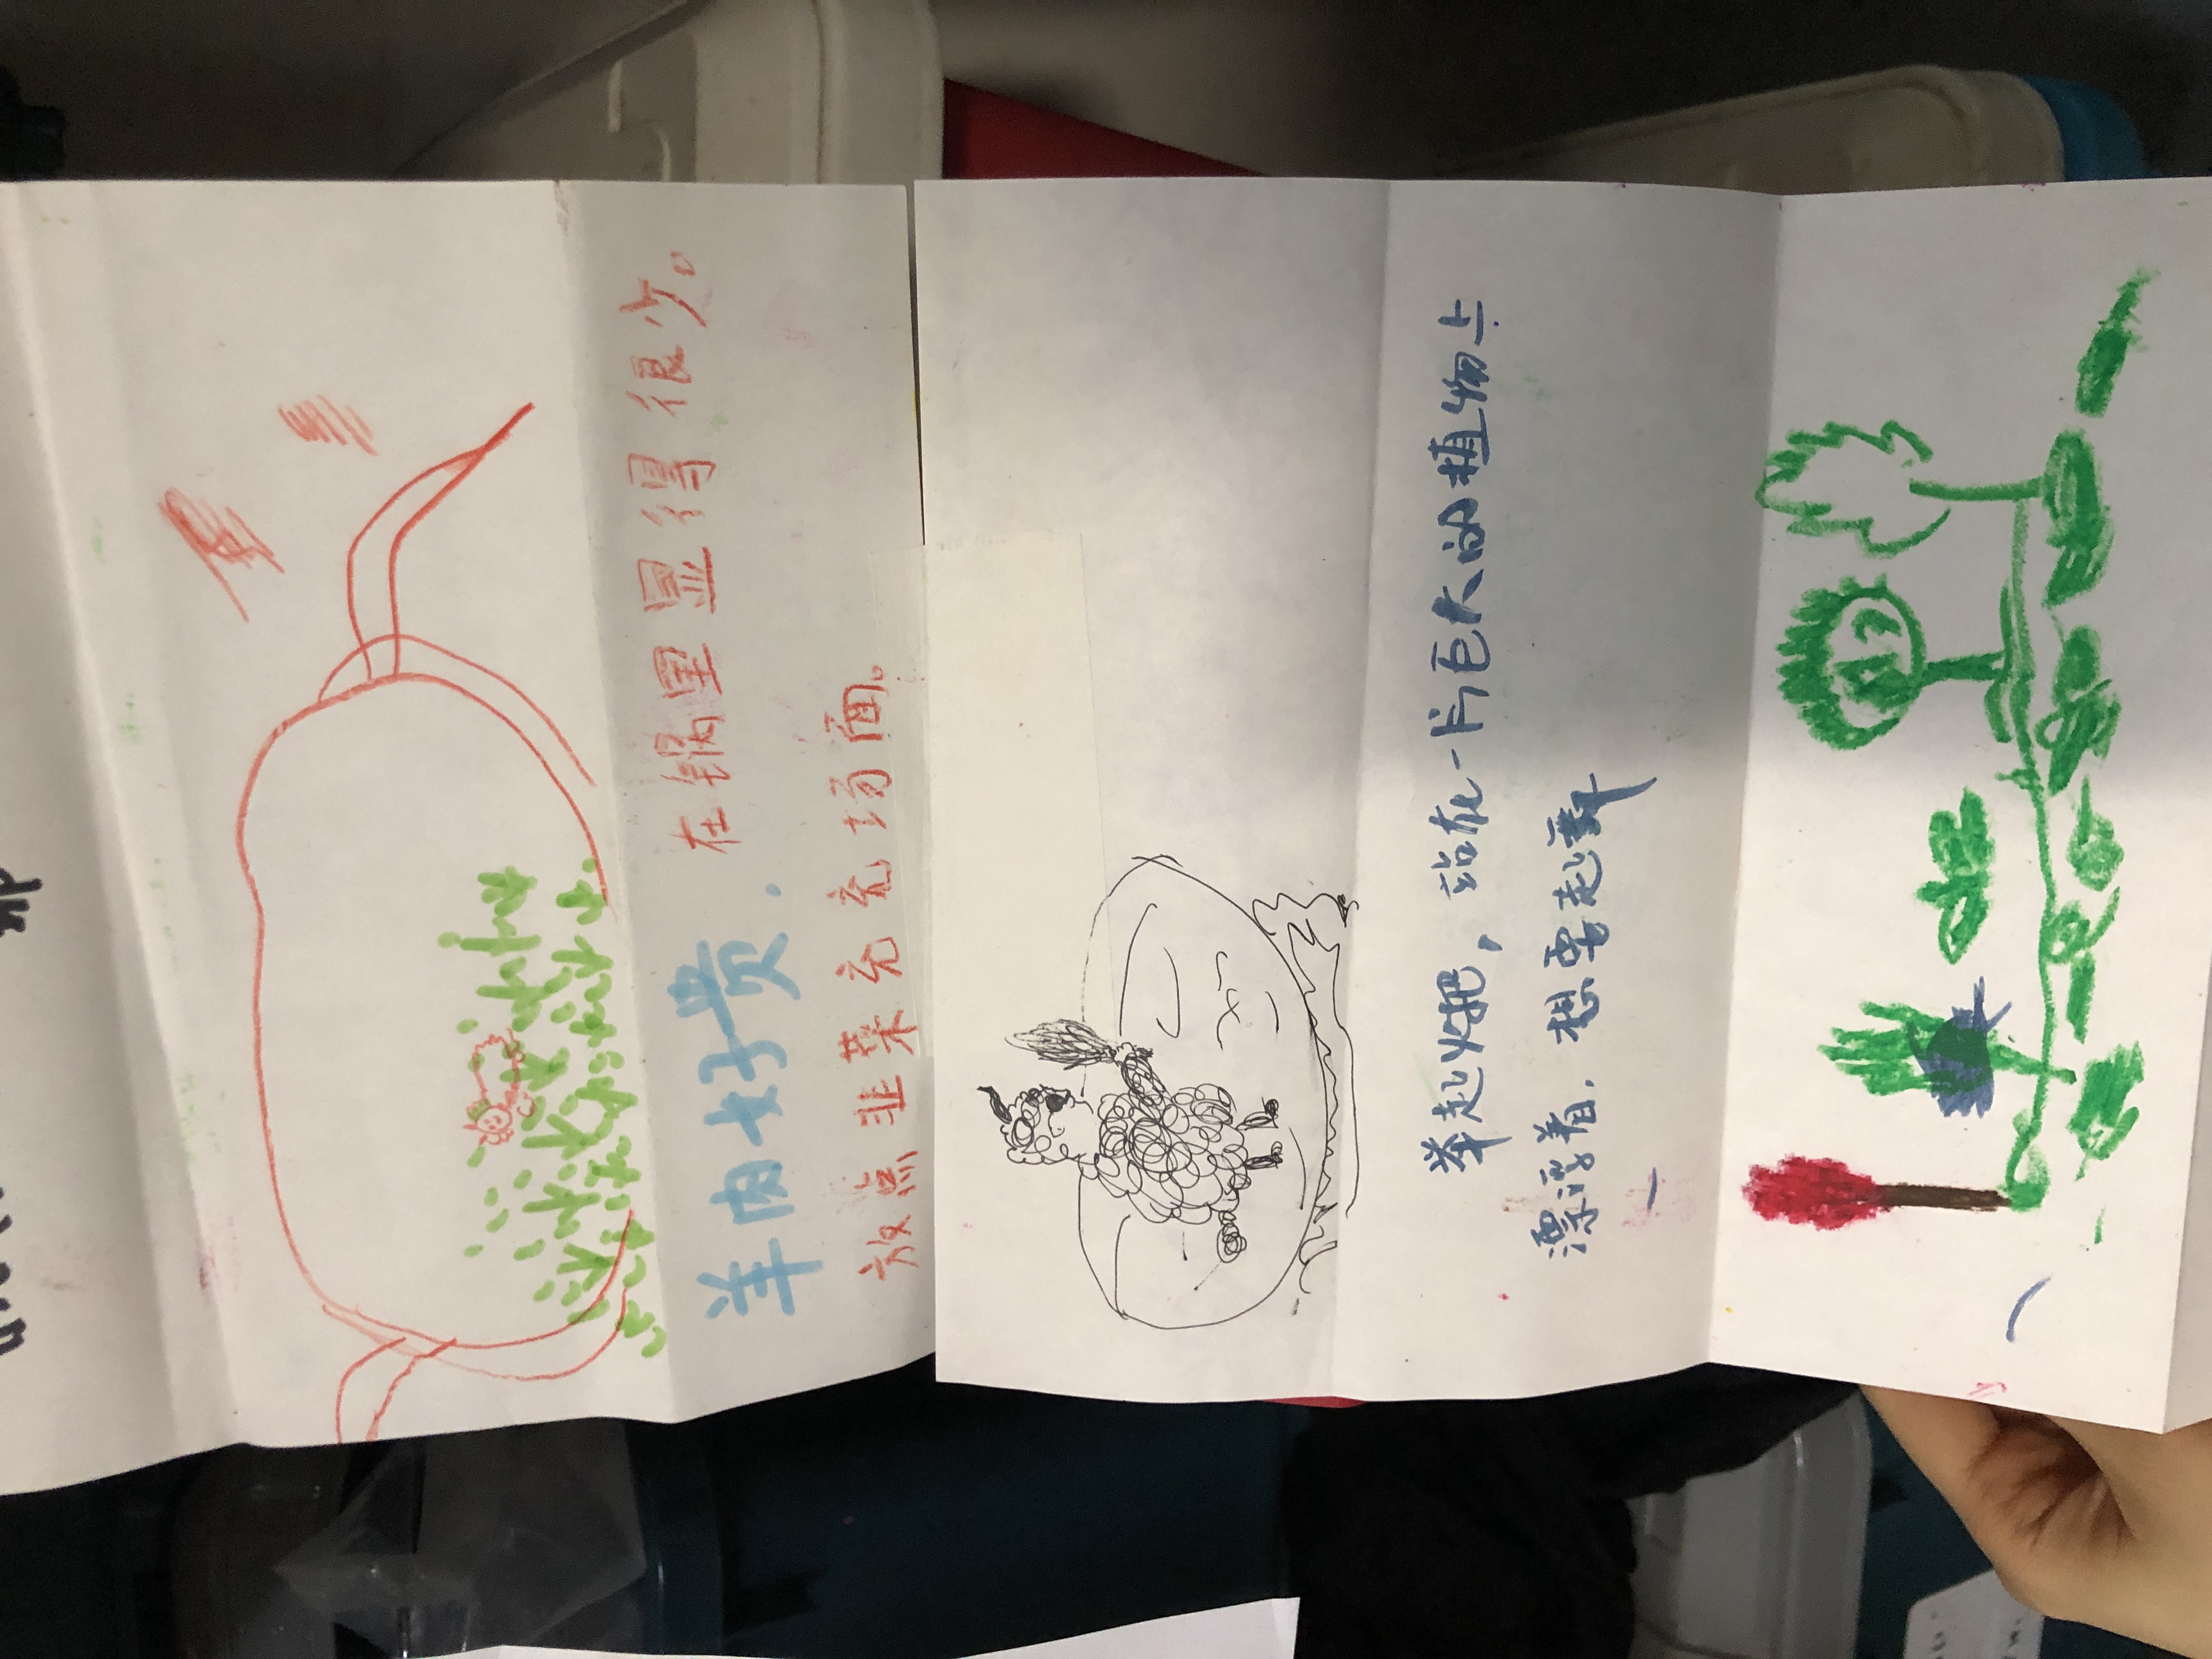 羊肉好贵，在锅里显得很少。
放点韭菜充充场面。
举起火把，站在一片巨大的植物上
漂浮着，想要起舞